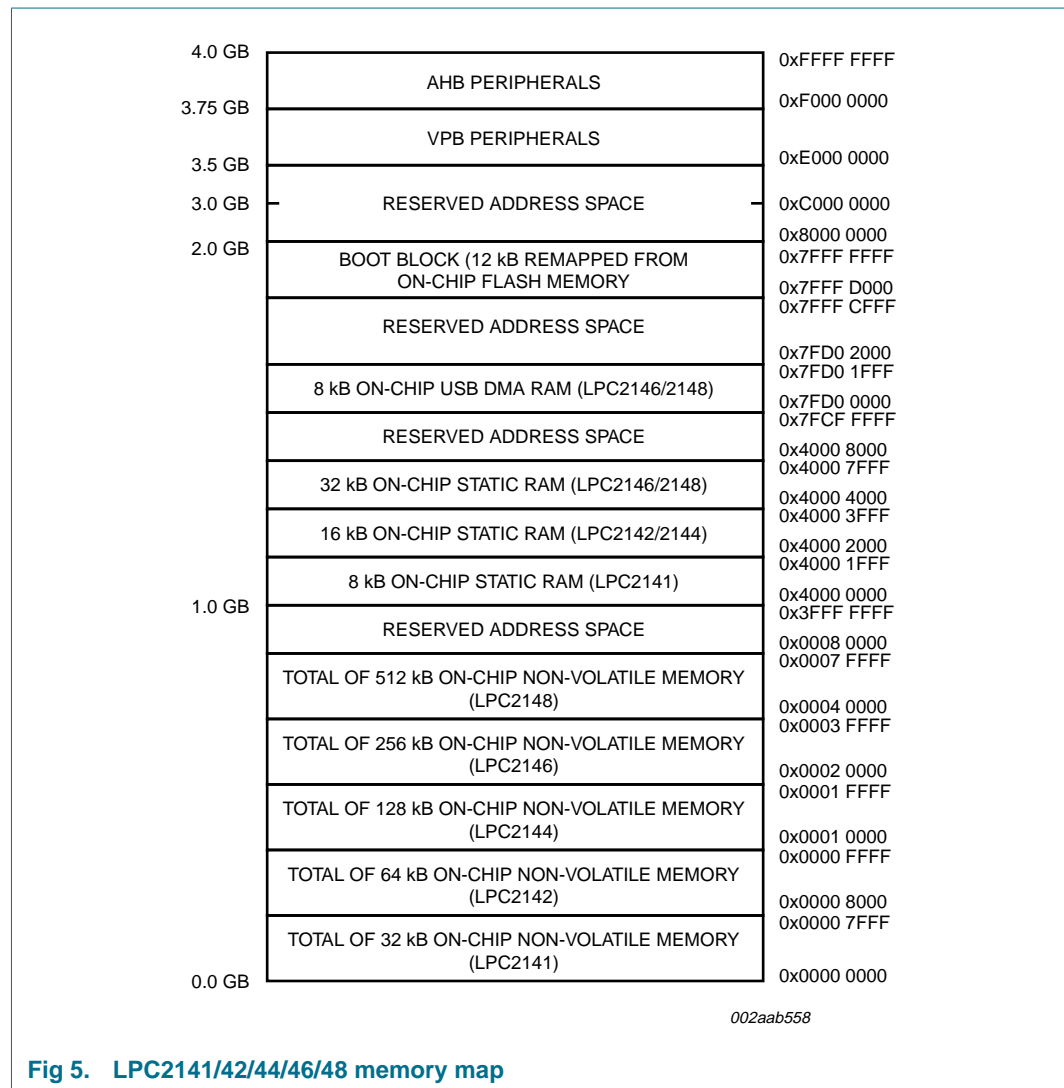 4.0 GB
0xFFFF FFFF
AHB PERIPHERALS
3.75 GB
0xF000 0000
VPB PERIPHERALS
3.5 GB
0xE000 0000
3.0 GB
RESERVED ADDRESS SPACE
0xC000 0000
0x8000 0000
2.0 GB
0x7FFF FFFF
BOOT BLOCK (12 kB REMAPPED FROM
ON-CHIP FLASH MEMORY
0x7FFF D000
0x7FFF CFFF
RESERVED ADDRESS SPACE
0x7FD0 2000
0x7FD0 1FFF
8 kB ON-CHIP USB DMA RAM (LPC2146/2148)
0x7FD0 0000
0x7FCF FFFF
RESERVED ADDRESS SPACE
0x4000 8000
0x4000 7FFF
32 kB ON-CHIP STATIC RAM (LPC2146/2148)
0x4000 4000
0x4000 3FFF
16 kB ON-CHIP STATIC RAM (LPC2142/2144)
0x4000 2000
0x4000 1FFF
8 kB ON-CHIP STATIC RAM (LPC2141)
0x4000 0000
1.0 GB
0x3FFF FFFF
RESERVED ADDRESS SPACE
0x0008 0000
0x0007 FFFF
TOTAL OF 512 kB ON-CHIP NON-VOLATILE MEMORY
(LPC2148)
0x0004 0000
0x0003 FFFF
TOTAL OF 256 kB ON-CHIP NON-VOLATILE MEMORY
(LPC2146)
0x0002 0000
0x0001 FFFF
TOTAL OF 128 kB ON-CHIP NON-VOLATILE MEMORY
(LPC2144)
0x0001 0000
0x0000 FFFF
TOTAL OF 64 kB ON-CHIP NON-VOLATILE MEMORY
(LPC2142)
0x0000 8000
0x0000 7FFF
TOTAL OF 32 kB ON-CHIP NON-VOLATILE MEMORY
(LPC2141)
0.0 GB
0x0000 0000
002aab558
Fig 5. LPC2141/42/44/46/48 memory map